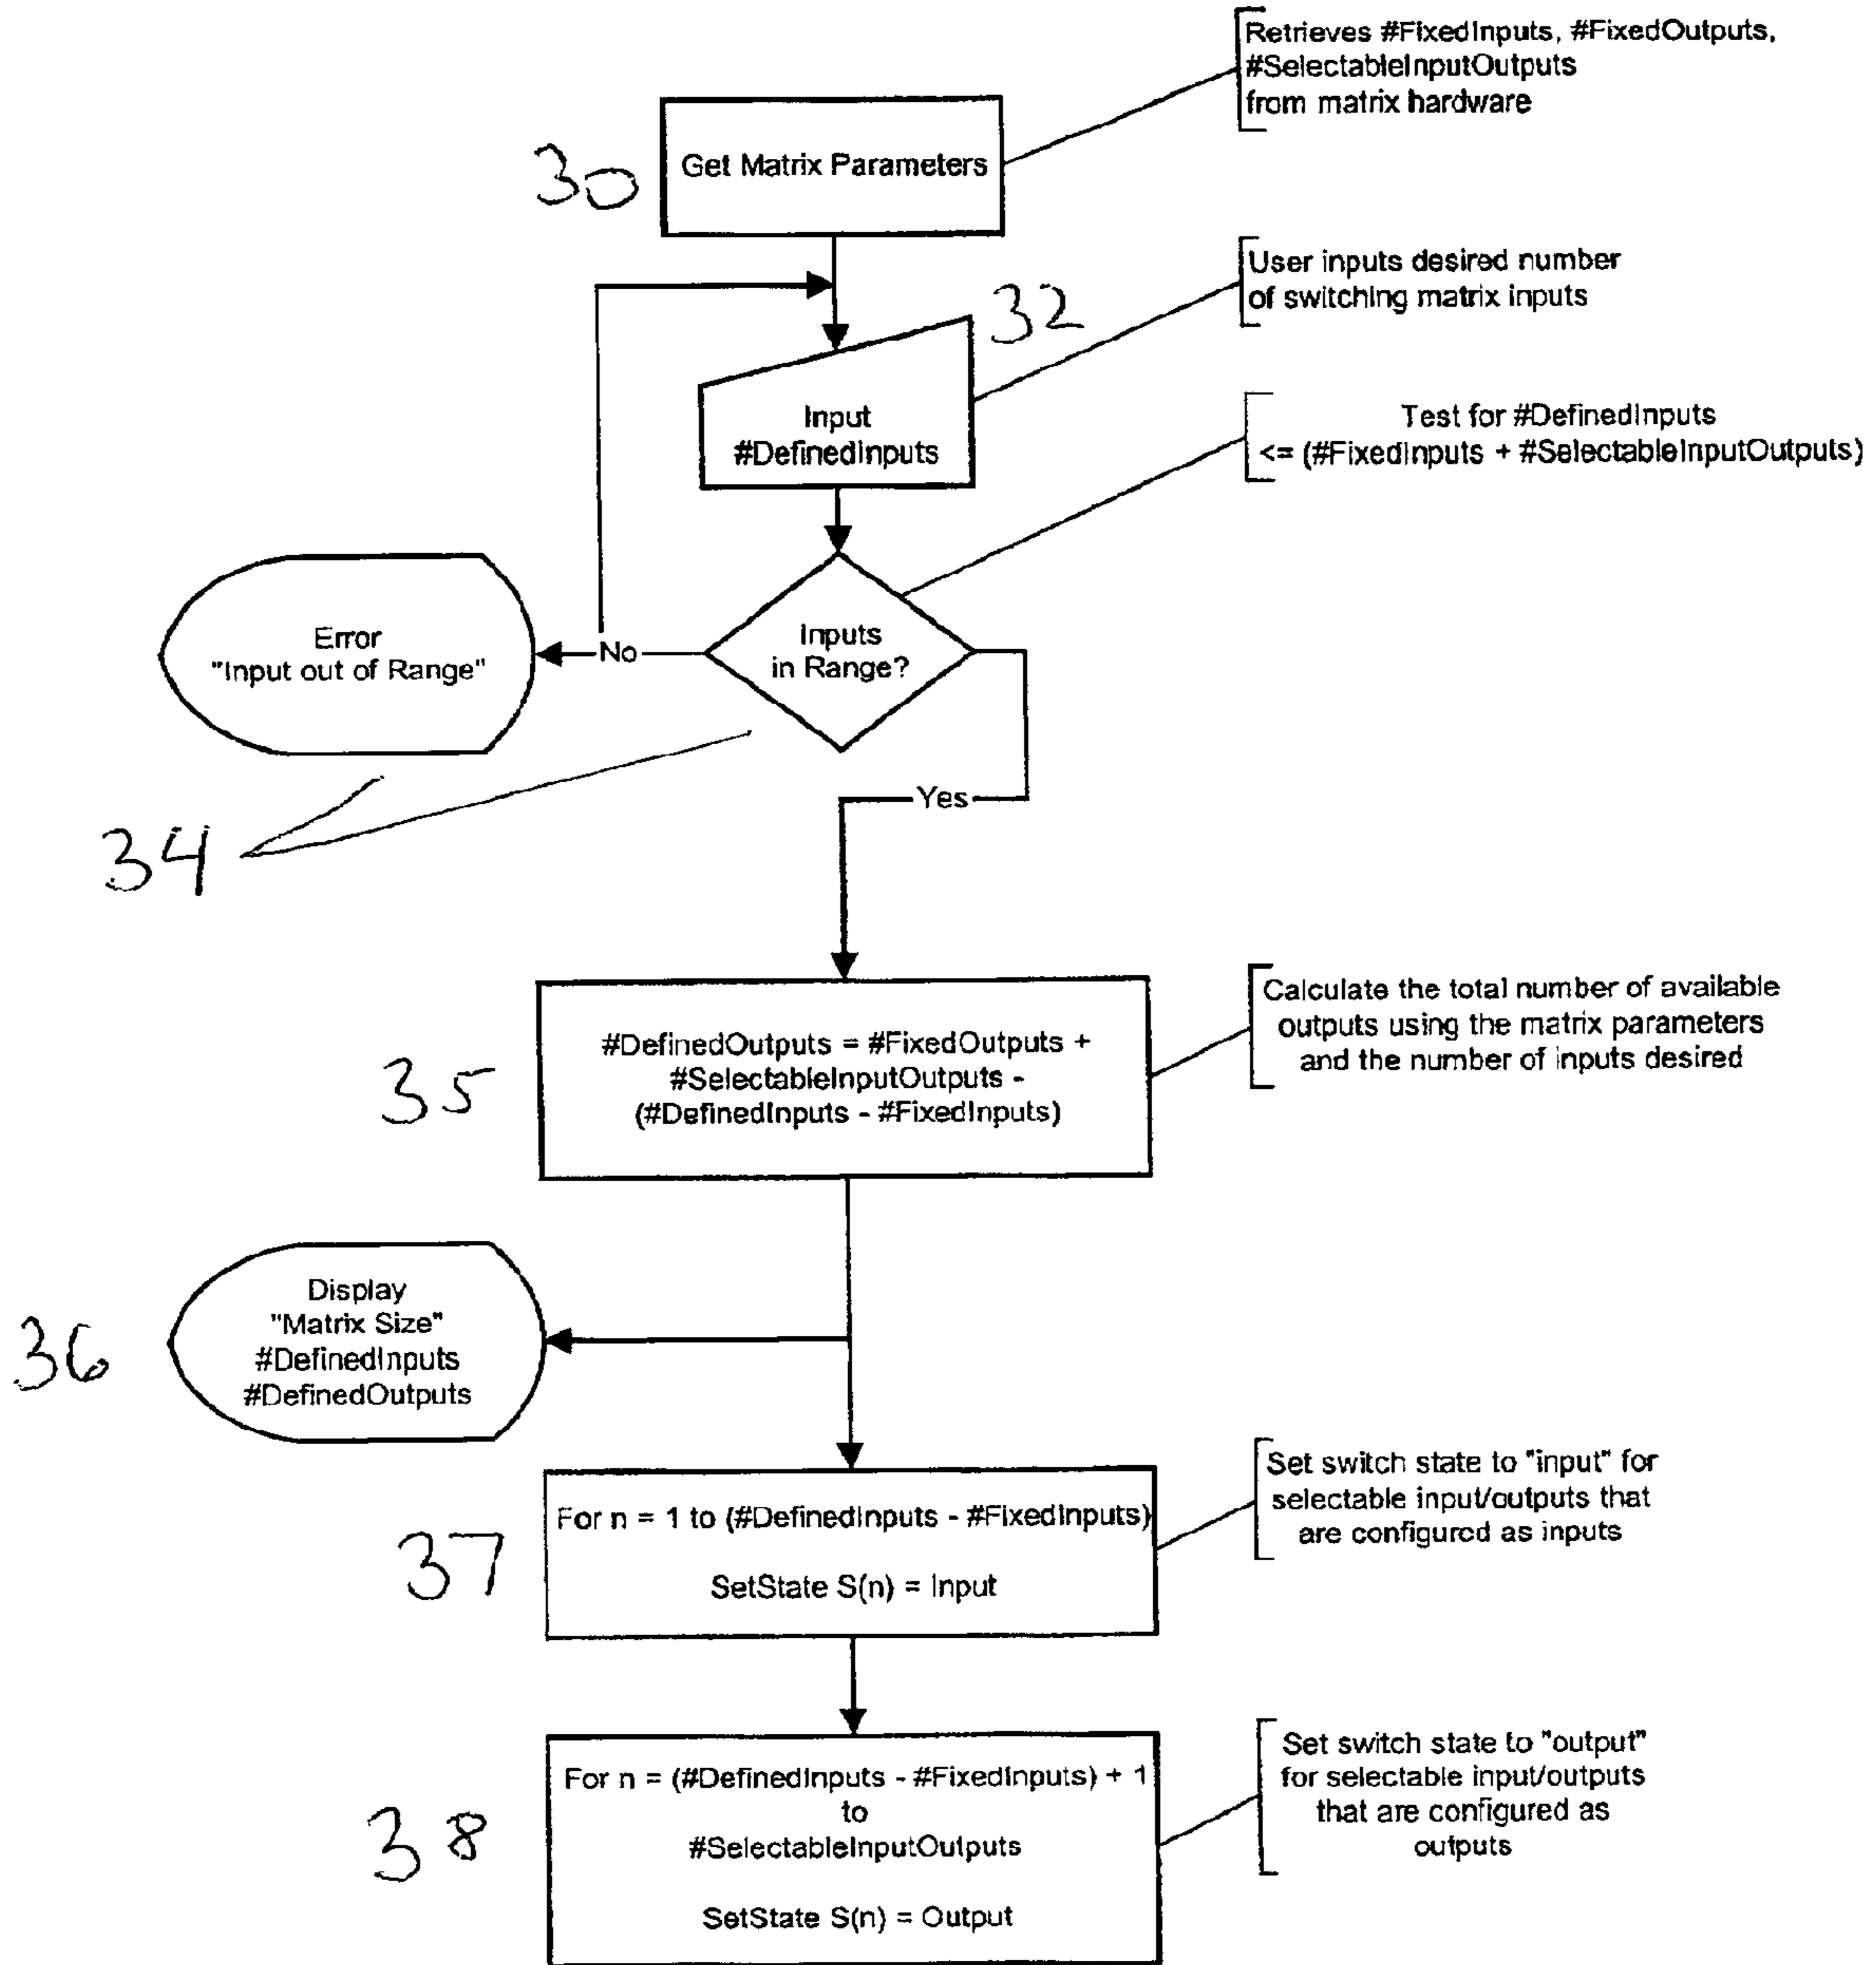 Retrieves #FixedInputs, #FixedOutputs,
#SelectableInputOutputs
from matrix hardware
30
Get Matrix Parameters
User inputs desired number
of switching matrix inputs
32
Input
#DefinedInputs
Test for #DefinedInputs
<= (#FixedInputs + #SelectableInputOutputs)
Error
"Input out of Range"
No
Inputs
in Range?
Yes
34
35
#DefinedOutputs = #FixedOutputs +
#SelectableInputOutputs -
(#DefinedInputs - #FixedInputs)
Calculate the total number of available
outputs using the matrix parameters
and the number of inputs desired
36
Display
"Matrix Size"
#DefinedInputs
#DefinedOutputs
37
For n = 1 to (#DefinedInputs - #FixedInputs)
SetState S(n) = Input
Set switch state to "input" for
selectable input/outputs that
are configured as inputs
38
For n = (#DefinedInputs - #FixedInputs) + 1
to
#SelectableInputOutputs
SetState S(n) = Output
Set switch state to "output"
for selectable input/outputs
that are configured as
outputs